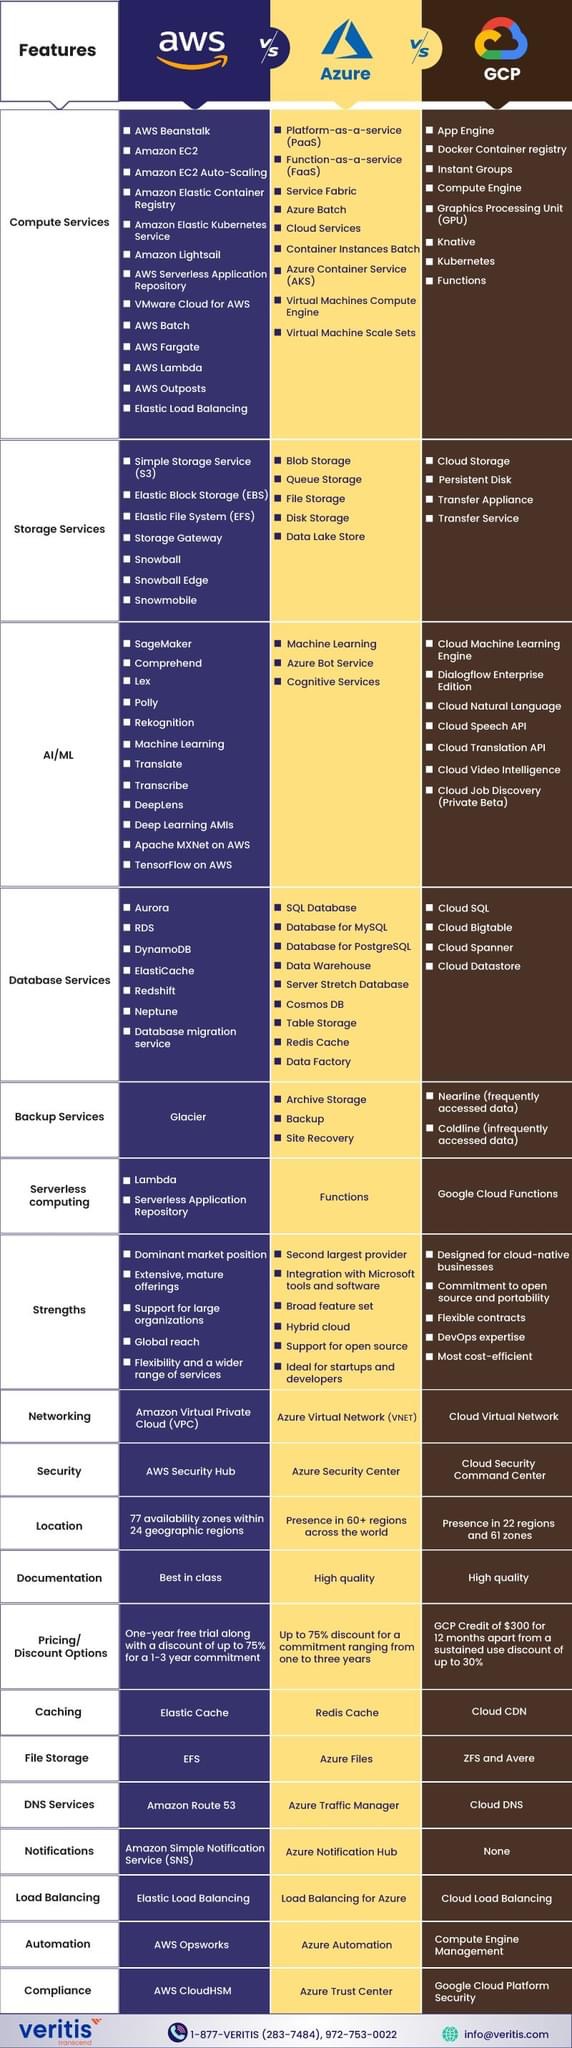 Features
aws
V/S
Azure
V/S
GCP
Compute Services
AWS Beanstalk
Amazon EC2
Amazon EC2 Auto-Scaling
Amazon Elastic Container
Registry
Amazon Elastic Kubernetes
Service
Amazon Lightsail
AWS Serverless Application
Repository
VMware Cloud for AWS
AWS Batch
AWS Fargate
AWS Lambda
AWS Outposts
Elastic Load Balancing
Platform-as-a-service
(PaaS)
Function-as-a-service
(FaaS)
Service Fabric
Azure Batch
Cloud Services
Container Instances Batch
Azure Container Service
(AKS)
Virtual Machines Compute
Engine
Virtual Machine Scale Sets
App Engine
Docker Container registry
Instant Groups
Compute Engine
Graphics Processing Unit
(GPU)
Knative
Kubernetes
Functions
Storage Services
Simple Storage Service
(S3)
Elastic Block Storage (EBS)
Elastic File System (EFS)
Storage Gateway
Snowball
Snowball Edge
Snowmobile
Blob Storage
Queue Storage
File Storage
Disk Storage
Data Lake Store
Cloud Storage
Persistent Disk
Transfer Appliance
Transfer Service
AI/ML
SageMaker
Comprehend
Lex
Polly
Rekognition
Machine Learning
Translate
Transcribe
DeepLens
Deep Learning AMIs
Apache MXNet on AWS
TensorFlow on AWS
Machine Learning
Azure Bot Service
Cognitive Services
Cloud Machine Learning
Engine
Dialogflow Enterprise
Edition
Cloud Natural Language
Cloud Speech API
Cloud Translation API
Cloud Video Intelligence
Cloud Job Discovery
(Private Beta)
Database Services
Aurora
RDS
DynamoDB
ElastiCache
Redshift
Neptune
Database migration
service
SQL Database
Database for MySQL
Database for PostgreSQL
Data Warehouse
Server Stretch Database
Cosmos DB
Table Storage
Redis Cache
Data Factory
Cloud SQL
Cloud Bigtable
Cloud Spanner
Cloud Datastore
Backup Services
Glacier
Archive Storage
Backup
Site Recovery
Nearline (frequently
accessed data)
Coldline (infrequently
accessed data)
Serverless
computing
Lambda
Serverless Application
Repository
Functions
Google Cloud Functions
Strengths
Dominant market position
Extensive, mature
offerings
Support for large
organizations
Global reach
Flexibility and a wider
range of services
Second largest provider
Integration with Microsoft
tools and software
Broad feature set
Hybrid cloud
Support for open source
Ideal for startups and
developers
Designed for cloud-native
businesses
Commitment to open
source and portability
Flexible contracts
DevOps expertise
Most cost-efficient
Networking
Amazon Virtual Private
Cloud (VPC)
Azure Virtual Network (VNET)
Cloud Virtual Network
Security
AWS Security Hub
Azure Security Center
Cloud Security
Command Center
Location
77 availability zones within
24 geographic regions
Presence in 60+ regions
across the world
Presence in 22 regions
and 61 zones
Documentation
Best in class
High quality
High quality
Pricing/
Discount Options
One-year free trial along
with a discount of up to 75%
for a 1-3 year commitment
Up to 75% discount for a
commitment ranging from
one to three years
GCP Credit of $300 for
12 months apart from a
sustained use discount of
up to 30%
Caching
Elastic Cache
Redis Cache
Cloud CDN
File Storage
EFS
Azure Files
ZFS and Avere
DNS Services
Amazon Route 53
Azure Traffic Manager
Cloud DNS
Notifications
Amazon Simple Notification
Service (SNS)
Azure Notification Hub
None
Load Balancing
Elastic Load Balancing
Load Balancing for Azure
Cloud Load Balancing
Automation
AWS Opsworks
Azure Automation
Compute Engine
Management
Compliance
AWS CloudHSM
Azure Trust Center
Google Cloud Platform
Security
veritis
transcend
1-877-VERITIS (283-7484), 972-753-0022
info@veritis.com